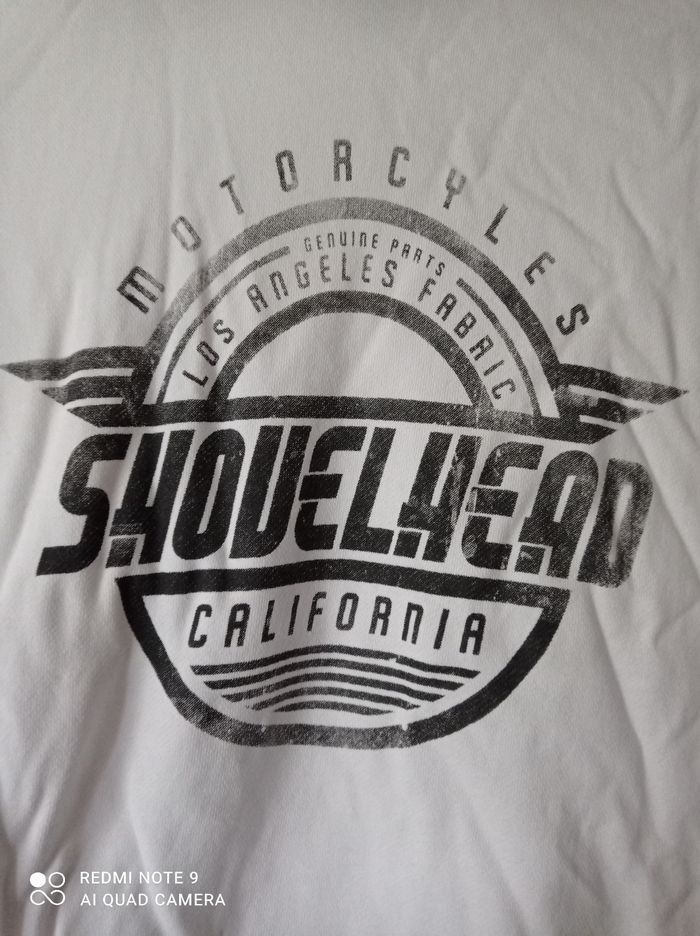 MOTORCYLES
GENUINE PARTS
LOS ANGELES FABRIC
SHOVELHEAD
CALIFORNIA
REDMI NOTE 9
AI QUAD CAMERA